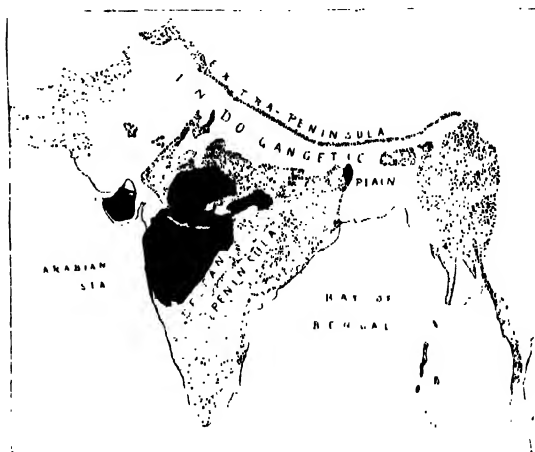 EXTRA-PENINSULA
INDO GANGETIC
PLAIN
ARABIAN
SEA
PENINSULA
BAY OF
BENGAL